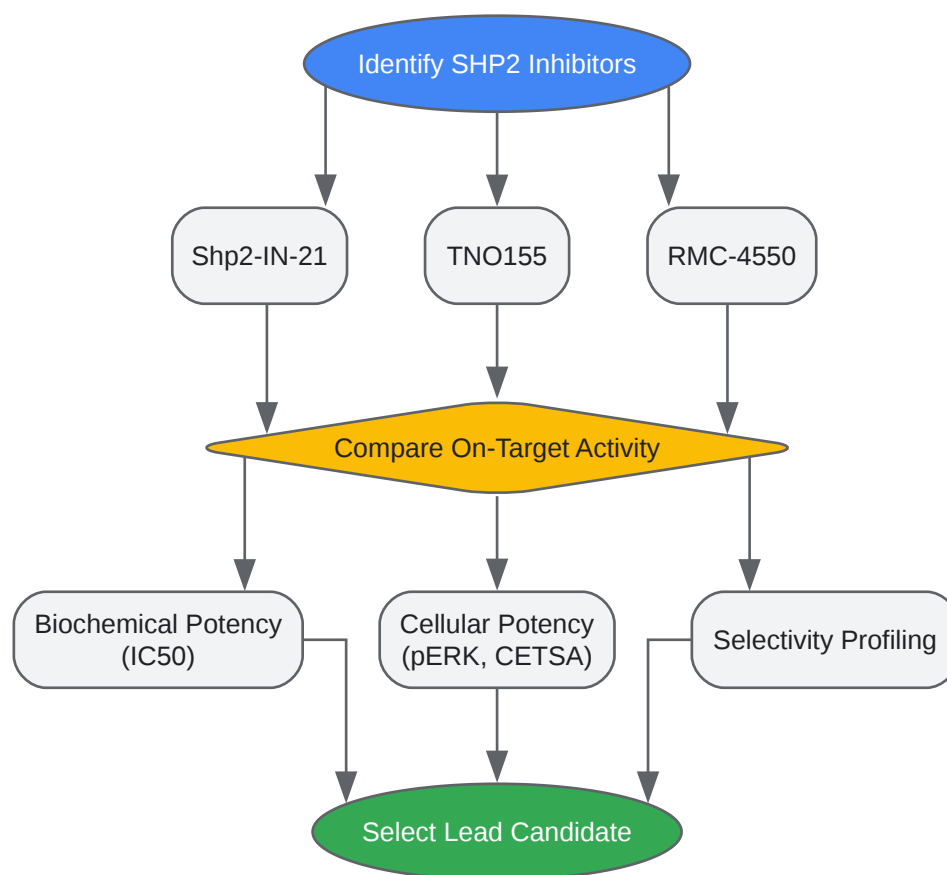 Identify SHP2 Inhibitors
Shp2-IN-21
TNO155
RMC-4550
Compare On-Target Activity
Biochemical Potency
(IC50)
Cellular Potency
(pERK, CETSA)
Selectivity Profiling
Select Lead Candidate